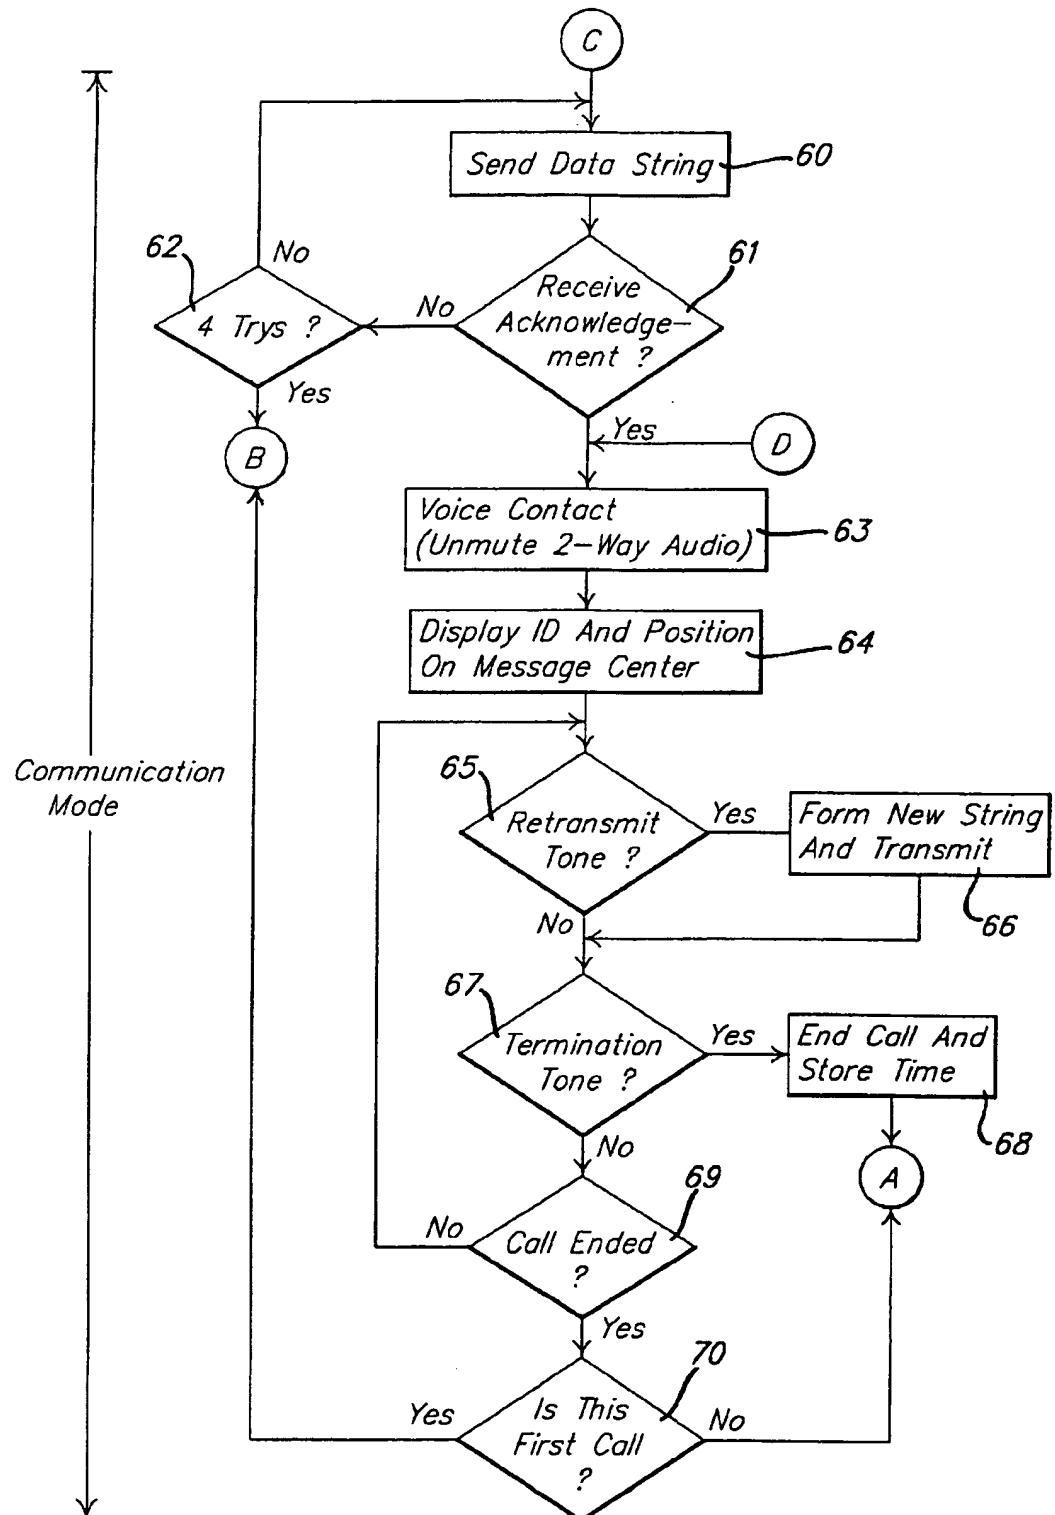 C
Send Data String
60
62
No
61
Receive
Acknowledge-
ment ?
No
4 Trys ?
Yes
Yes
D
B
Voice Contact
(Unmute 2-Way Audio)
63
Display ID And Position
On Message Center
64
Communication
Mode
65
Retransmit
Tone ?
Yes
Form New String
And Transmit
66
No
67
Termination
Tone ?
Yes
End Call And
Store Time
68
No
A
69
No
Call Ended
?
Yes
70
Yes
Is This
First Call
?
No